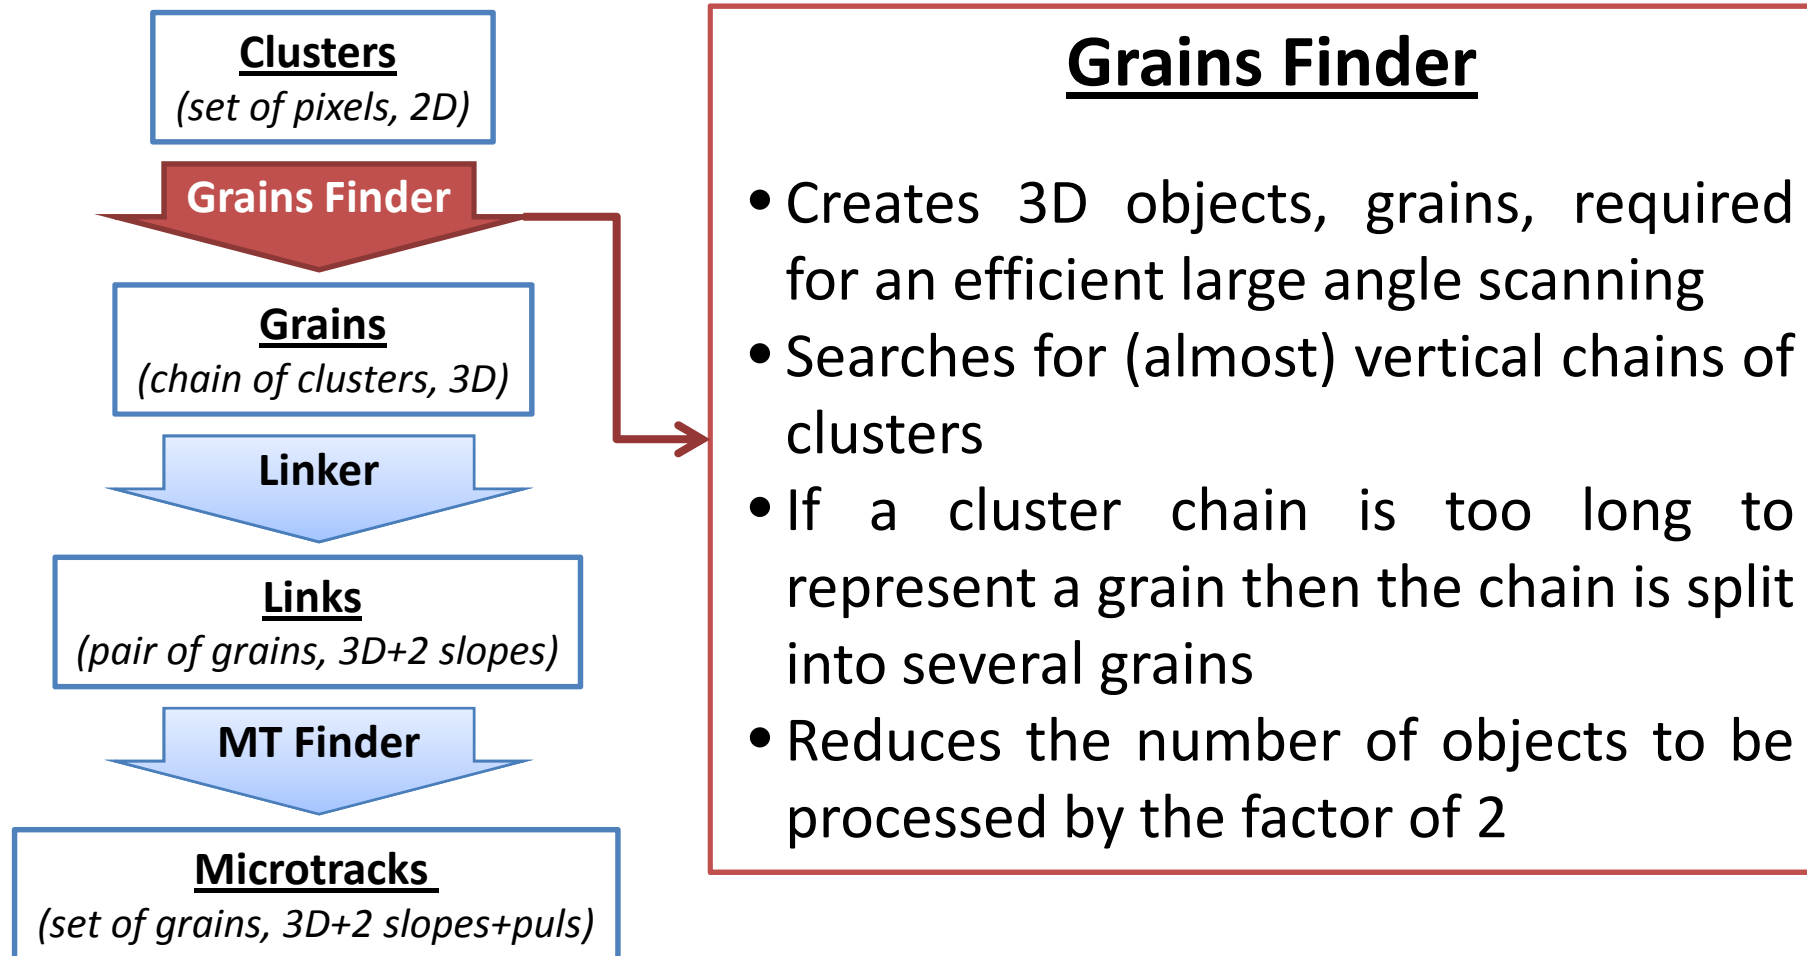 Clusters
(set of pixels, 2D)
Grains Finder
Grains
(chain of clusters, 3D)
Linker
Links
(pair of grains, 3D+2 slopes)
MT Finder
Microtracks
(set of grains, 3D+2 slopes+puls)
Grains Finder
• Creates 3D objects, grains, required
for an efficient large angle scanning
• Searches for (almost) vertical chains of
clusters
• If a cluster chain is too long to
represent a grain then the chain is split
into several grains
• Reduces the number of objects to be
processed by the factor of 2